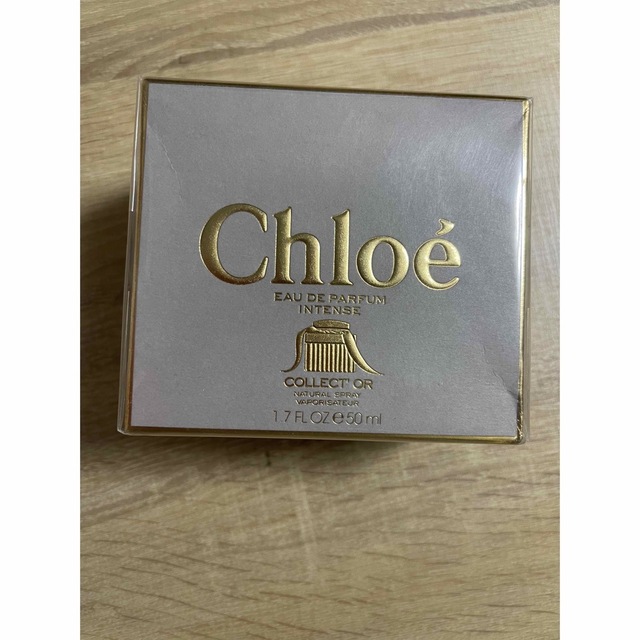 Chloé
EAU DE PARFUM
INTENSE
COLLECT'OR
NATURAL SPRAY
VAPORISATEUR
1.7 FL OZ e 50 ml